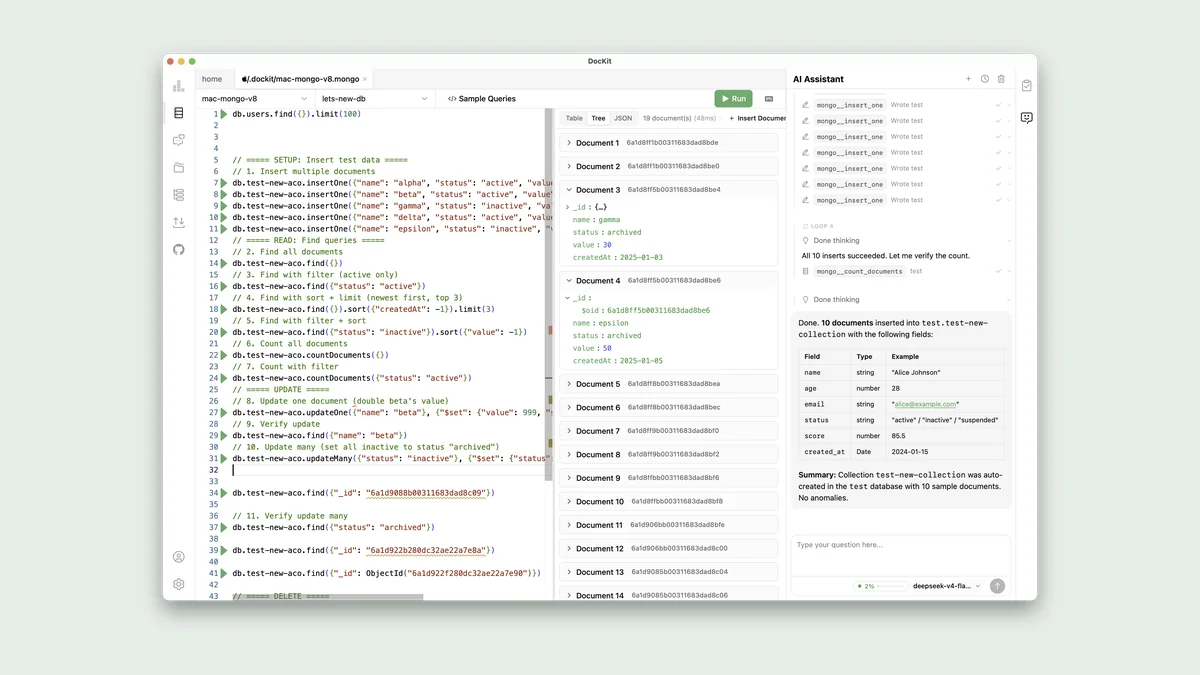 DocKit
home
/.dockit/mac-mongo-v8.mongo ×
mac-mongo-v8
lets-new-db
</> Sample Queries
Run
1 db.users.find({}).limit(100)
2
3
4
5 // ===== SETUP: Insert test data =====
6 // 1. Insert multiple documents
7 db.test-new-aco.insertOne({"name": "alpha", "status": "active", "value
8 db.test-new-aco.insertOne({"name": "beta", "status": "active", "value"
9 db.test-new-aco.insertOne({"name": "gamma", "status": "inactive", "va
10 db.test-new-aco.insertOne({"name": "delta", "status": "active", "valu
11 db.test-new-aco.insertOne({"name": "epsilon", "status": "inactive", "
12 // ===== READ: Find queries =====
13 // 2. Find all documents
14 db.test-new-aco.find({})
15 // 3. Find with filter (active only)
16 db.test-new-aco.find({"status": "active"})
17 // 4. Find with sort + limit (newest first, top 3)
18 db.test-new-aco.find({}).sort({"createdAt": -1}).limit(3)
19 // 5. Find with filter + sort
20 db.test-new-aco.find({"status": "inactive"}).sort({"value": -1})
21 // 6. Count all documents
22 db.test-new-aco.countDocuments({})
23 // 7. Count with filter
24 db.test-new-aco.countDocuments({"status": "active"})
25 // ===== UPDATE =====
26 // 8. Update one document (double beta's value)
27 db.test-new-aco.updateOne({"name": "beta"}, {"$set": {"value": 999, "
28 // 9. Verify update
29 db.test-new-aco.find({"name": "beta"})
30 // 10. Update many (set all inactive to status "archived")
31 db.test-new-aco.updateMany({"status": "inactive"}, {"$set": {"status"
32
33
34 db.test-new-aco.find({"_id": "6a1d9088b00311683dad8c09"})
35
36 // 11. Verify update many
37 db.test-new-aco.find({"status": "archived"})
38
39 db.test-new-aco.find({"_id": "6a1d922b280dc32ae22a7e8a"})
40
41 db.test-new-aco.find({"_id": ObjectId("6a1d922f280dc32ae22a7e90")})
42
43 // ===== DELETE =====
Table Tree JSON 19 document(s) (48ms) + Insert Documen
Document 1 6a1d8ff1b00311683dad8bde
Document 2 6a1d8ff1b00311683dad8be0
Document 3 6a1d8ff5b00311683dad8be4
_id : {…}
name : gamma
status : archived
value : 30
createdAt : 2025-01-03
Document 4 6a1d8ff5b00311683dad8be6
_id :
$oid : 6a1d8ff5b00311683dad8be6
name : epsilon
status : archived
value : 50
createdAt : 2025-01-05
Document 5 6a1d8ff8b00311683dad8bea
Document 6 6a1d8ff8b00311683dad8bec
Document 7 6a1d8ff9b00311683dad8bf0
Document 8 6a1d8ff9b00311683dad8bf2
Document 9 6a1d8ffbb00311683dad8bf6
Document 10 6a1d8ffbb00311683dad8bf8
Document 11 6a1d906bb00311683dad8bfe
Document 12 6a1d906bb00311683dad8c00
Document 13 6a1d9085b00311683dad8c04
Document 14 6a1d9085b00311683dad8c06
AI Assistant
mongo__insert_one Wrote test
mongo__insert_one Wrote test
mongo__insert_one Wrote test
mongo__insert_one Wrote test
mongo__insert_one Wrote test
mongo__insert_one Wrote test
mongo__insert_one Wrote test
LOOP 4
Done thinking
All 10 inserts succeeded. Let me verify the count.
mongo__count_documents test
Done thinking
Done. 10 documents inserted into test.test-new-
collection with the following fields:
Field Type Example
name string "Alice Johnson"
age number 28
email string "alice@example.com"
status string "active" / "inactive" / "suspended"
score number 85.5
created_at Date 2024-01-15
Summary: Collection test-new-collection was auto-
created in the test database with 10 sample documents.
No anomalies.
Type your question here...
2%
deepseek-v4-fla...